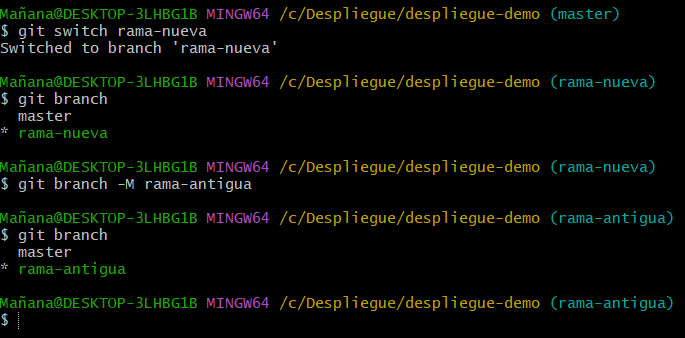 Mañana@DESKTOP-3LHBG1B MINGW64 /c/Despliegue/despliegue-demo (master)
$ git switch rama-nueva
Switched to branch 'rama-nueva'
Mañana@DESKTOP-3LHBG1B MINGW64 /c/Despliegue/despliegue-demo (rama-nueva)
$ git branch
  master
* rama-nueva
Mañana@DESKTOP-3LHBG1B MINGW64 /c/Despliegue/despliegue-demo (rama-nueva)
$ git branch -M rama-antigua
Mañana@DESKTOP-3LHBG1B MINGW64 /c/Despliegue/despliegue-demo (rama-antigua)
$ git branch
  master
* rama-antigua
Mañana@DESKTOP-3LHBG1B MINGW64 /c/Despliegue/despliegue-demo (rama-antigua)
$